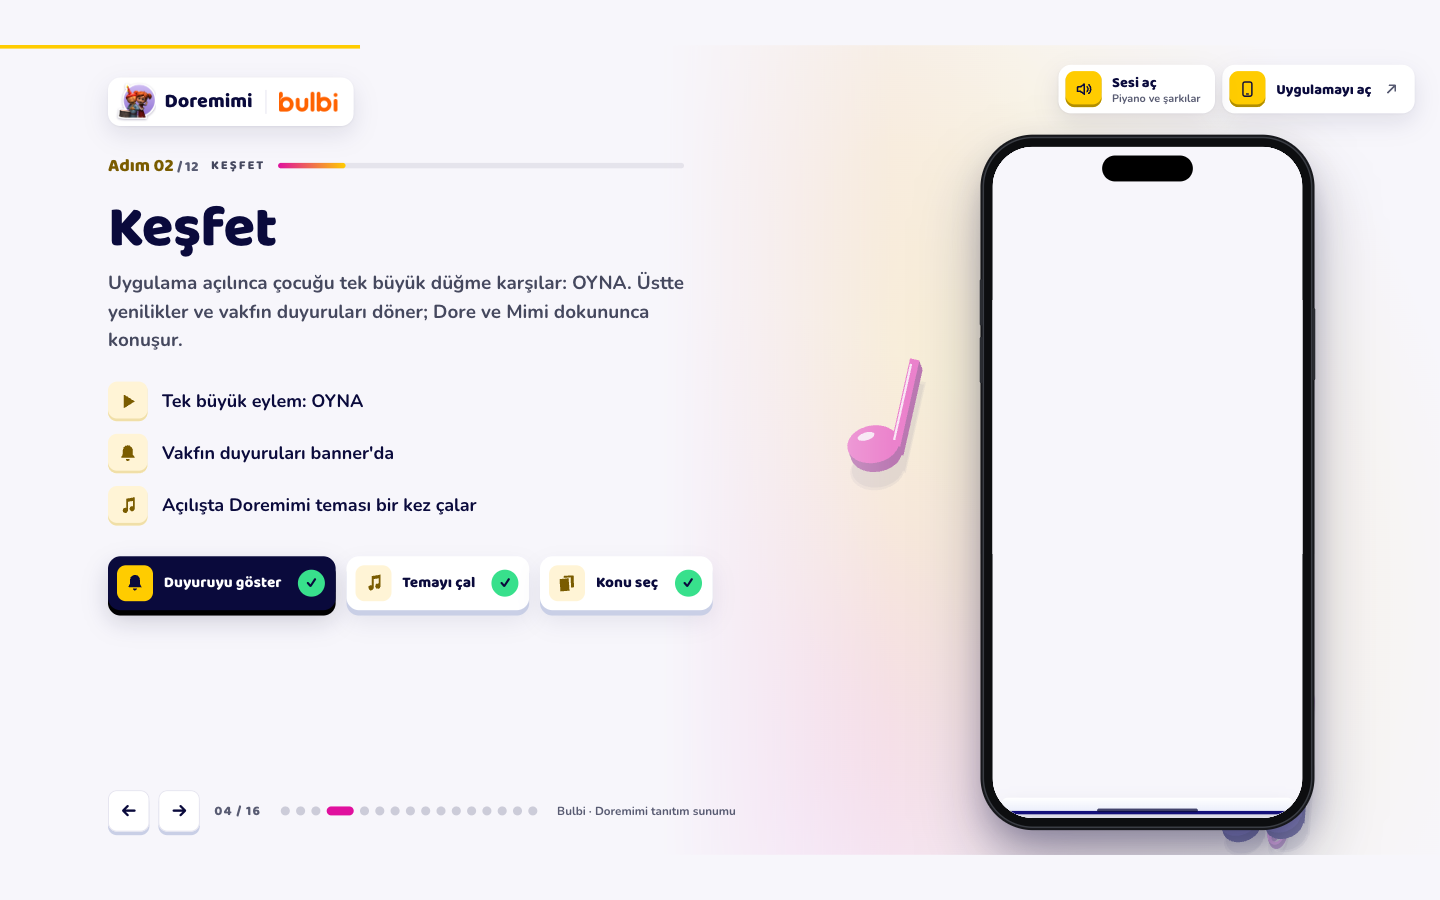 Doremimi
bulbi
Sesi aç
Piyano ve şarkılar
Uygulamayı aç
Adım 02 / 12 KEŞFET
Keşfet
Uygulama açılınca çocuğu tek büyük düğme karşılar: OYNA. Üstte
yenilikler ve vakfın duyuruları döner; Dore ve Mimi dokununca
konuşur.
Tek büyük eylem: OYNA
Vakfın duyuruları banner'da
Açılışta Doremimi teması bir kez çalar
Duyuruyu göster
Temayı çal
Konu seç
04 / 16
Bulbi · Doremimi tanıtım sunumu